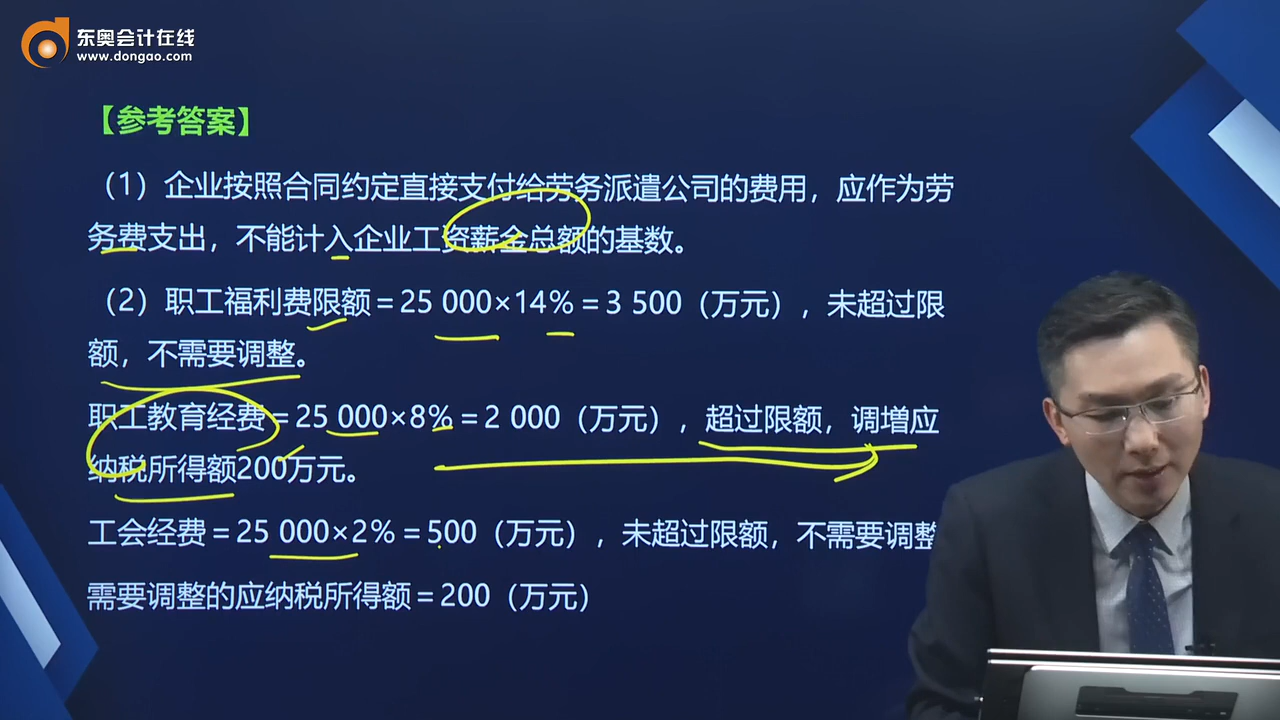 东奥会计在线
www.dongao.com
【参考答案】
（1）企业按照合同约定直接支付给劳务派遣公司的费用，应作为劳
务费支出，不能计入企业工资薪金总额的基数。
（2）职工福利费限额＝25 000×14%＝3 500（万元），未超过限
额，不需要调整。
职工教育经费＝25 000×8%＝2 000（万元），超过限额，调增应
纳税所得额200万元。
工会经费＝25 000×2%＝500（万元），未超过限额，不需要调整
需要调整的应纳税所得额＝200（万元）